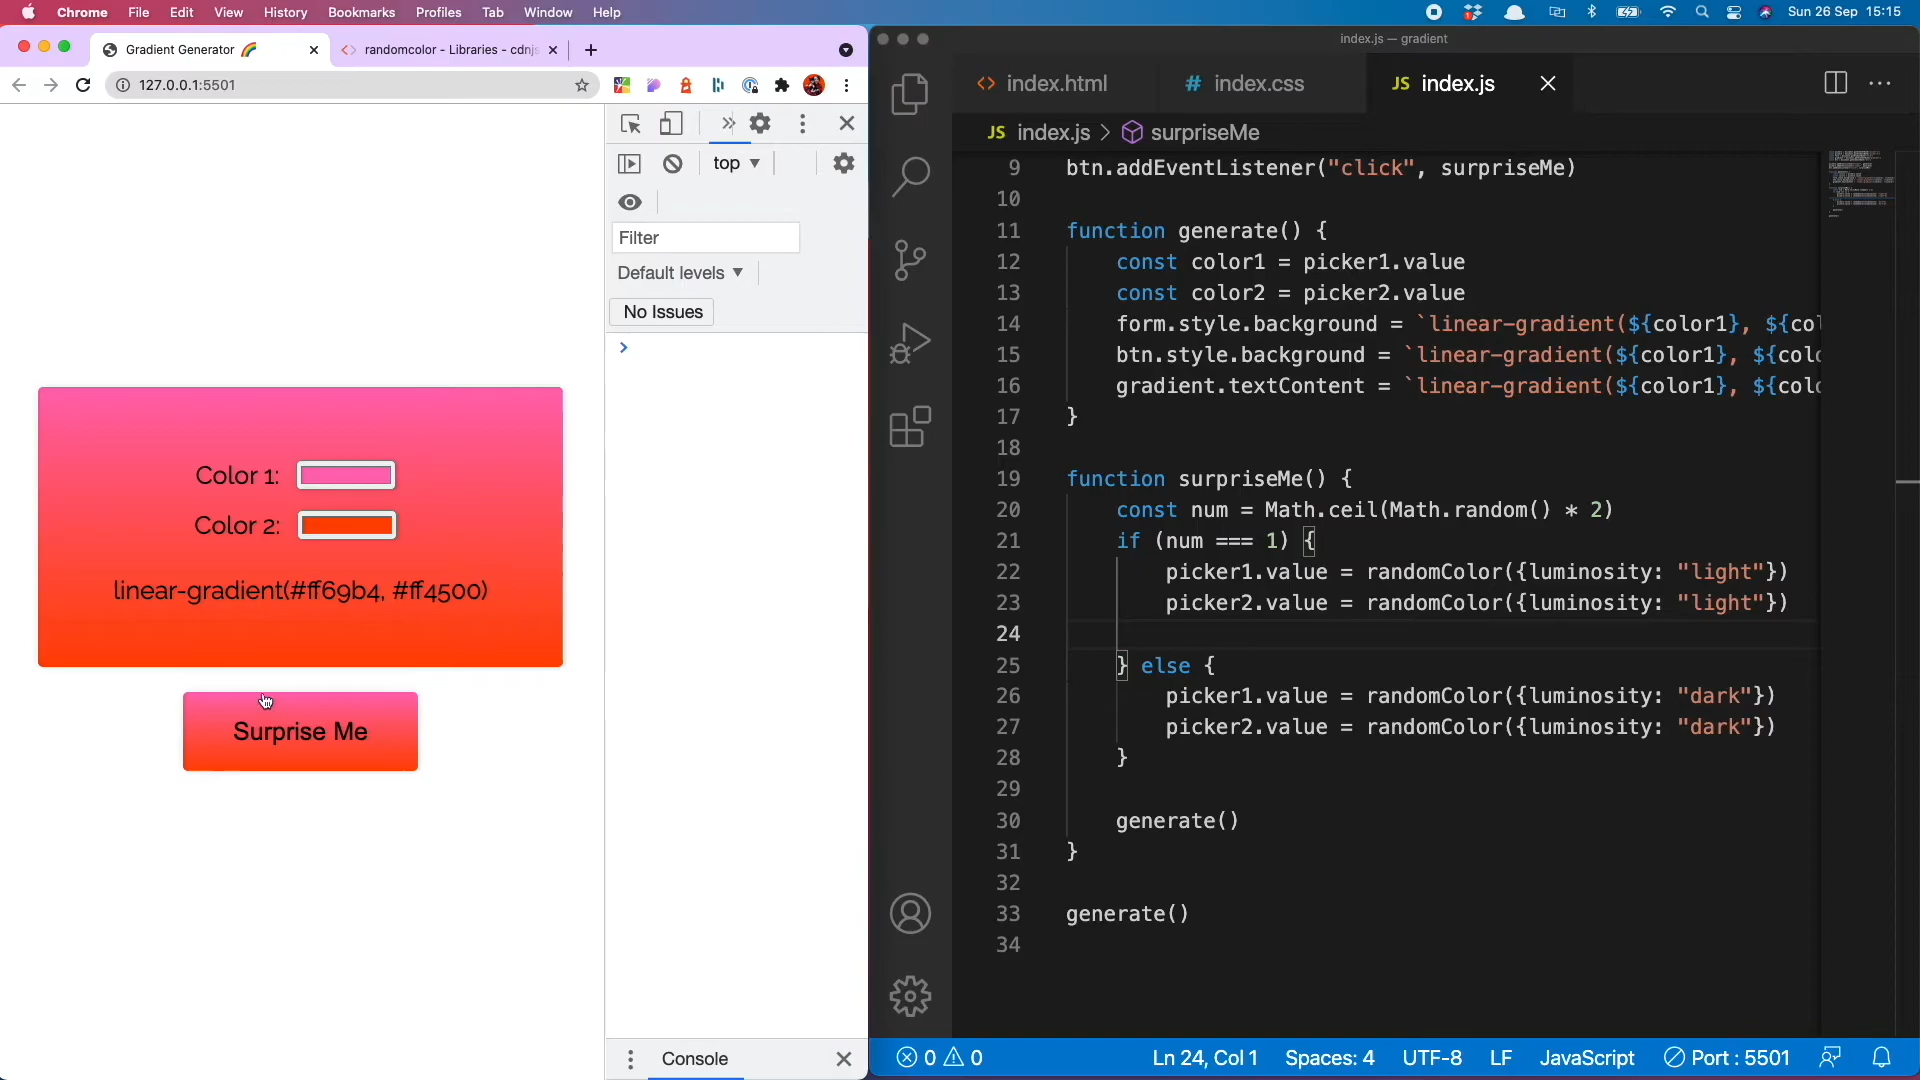 Chrome File Edit View History Bookmarks Profiles Tab Window Help Sun 26 Sep 15:15
Gradient Generator 🌈
randomcolor - Libraries - cdnjs
127.0.0.1:5501
top
Filter
Default levels
No Issues
Color 1:
Color 2:
linear-gradient(#ff69b4, #ff4500)
Surprise Me
Console
index.js — gradient
index.html
# index.css
JS index.js
JS index.js > surpriseMe
9 btn.addEventListener("click", surpriseMe)
10
11 function generate() {
12 const color1 = picker1.value
13 const color2 = picker2.value
14 form.style.background = `linear-gradient(${color1}, ${col
15 btn.style.background = `linear-gradient(${color1}, ${colo
16 gradient.textContent = `linear-gradient(${color1}, ${colo
17 }
18
19 function surpriseMe() {
20 const num = Math.ceil(Math.random() * 2)
21 if (num === 1) {
22 picker1.value = randomColor({luminosity: "light"})
23 picker2.value = randomColor({luminosity: "light"})
24
25 } else {
26 picker1.value = randomColor({luminosity: "dark"})
27 picker2.value = randomColor({luminosity: "dark"})
28 }
29
30 generate()
31 }
32
33 generate()
34
0 0 Ln 24, Col 1 Spaces: 4 UTF-8 LF JavaScript Port : 5501